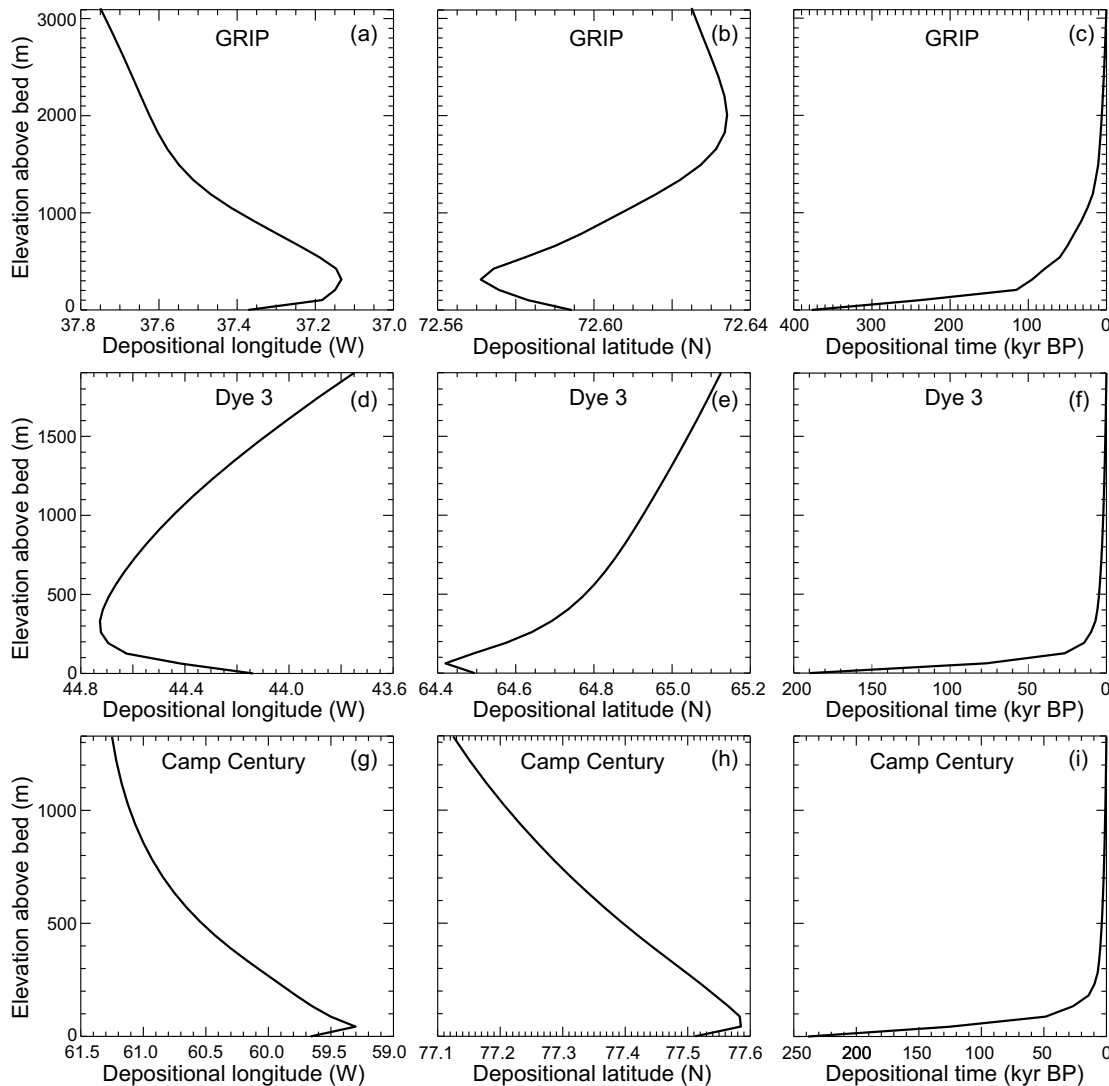 3000
2000
1000
0
Elevation above bed (m)
GRIP
(a)
37.8 37.6 37.4 37.2 37.0
Depositional longitude (W)
GRIP
(b)
72.56 72.60 72.64
Depositional latitude (N)
GRIP
(c)
400 300 200 100 0
Depositional time (kyr BP)
1500
1000
500
0
Elevation above bed (m)
Dye 3
(d)
44.8 44.4 44.0 43.6
Depositional longitude (W)
Dye 3
(e)
64.4 64.6 64.8 65.0 65.2
Depositional latitude (N)
Dye 3
(f)
200 150 100 50 0
Depositional time (kyr BP)
1000
500
0
Elevation above bed (m)
Camp Century
(g)
61.5 61.0 60.5 60.0 59.5 59.0
Depositional longitude (W)
Camp Century
(h)
77.1 77.2 77.3 77.4 77.5 77.6
Depositional latitude (N)
Camp Century
(i)
250 200 150 100 50 0
Depositional time (kyr BP)